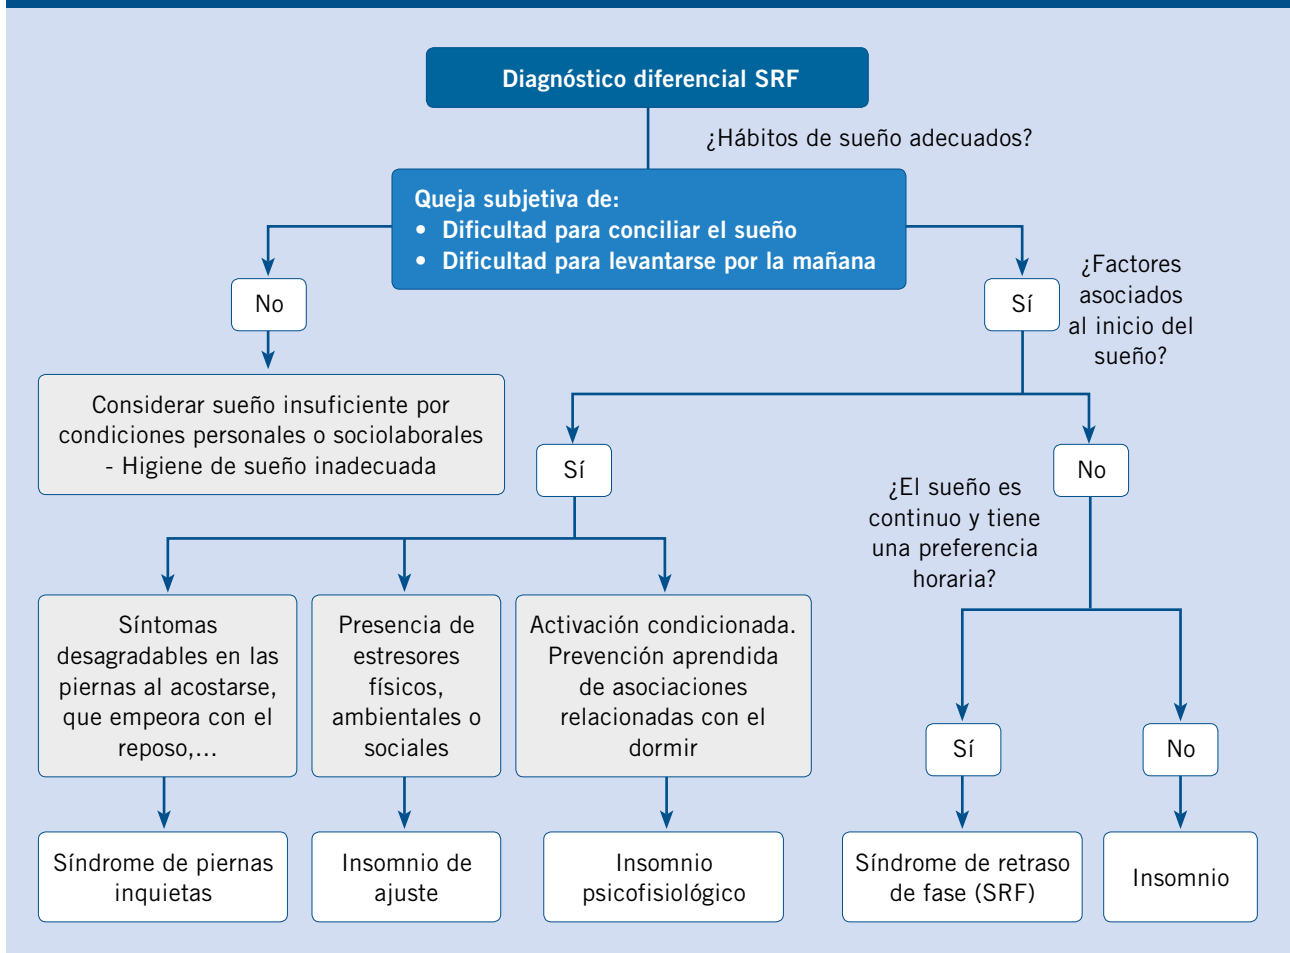 Diagnóstico diferencial SRF
¿Hábitos de sueño adecuados?
Queja subjetiva de:
• Dificultad para conciliar el sueño
• Dificultad para levantarse por la mañana
No
Sí
¿Factores
asociados
al inicio del
sueño?
Considerar sueño insuficiente por
condiciones personales o sociolaborales
- Higiene de sueño inadecuada
Sí
No
¿El sueño es
continuo y tiene
una preferencia
horaria?
Síntomas
desagradables en las
piernas al acostarse,
que empeora con el
reposo,...
Presencia de
estresores
físicos,
ambientales o
sociales
Activación condicionada.
Prevención aprendida
de asociaciones
relacionadas con el
dormir
Sí
No
Síndrome de piernas
inquietas
Insomnio de
ajuste
Insomnio
psicofisiológico
Síndrome de retraso
de fase (SRF)
Insomnio